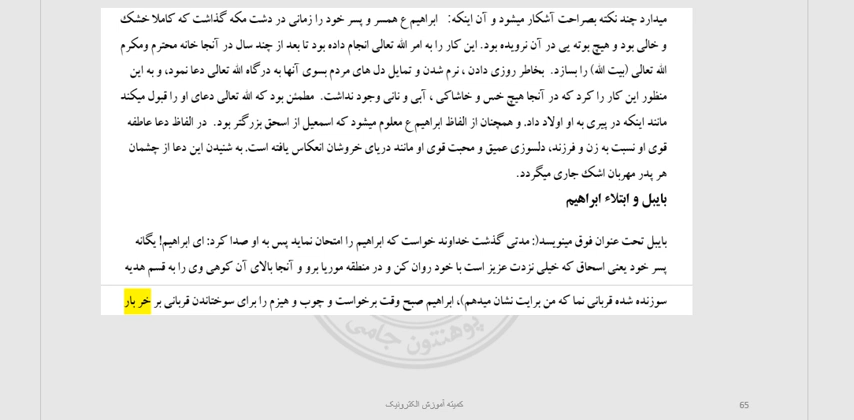 میدارد چند نکته بصراحت آشکار میشود و آن اینکه: ابراهیم ع همسر و پسر خود را زمانی در دشت مکه گذاشت که کاملا خشک
و خالی بود و هیچ بوته یی در آن نرویده بود. این کار را به امر الله تعالی انجام داده بود تا بعد از چند سال در آنجا خانه محترم ومکرم
الله تعالی (بیت الله) را بسازد. بخاطر روزی دادن ، نرم شدن و تمایل دل های مردم بسوی آنها به درگاه الله تعالی دعا نمود، و به این
منظور این کار را کرد که در آنجا هیچ خس و خاشاکی ، آبی و نانی وجود نداشت. مطمئن بود که الله تعالی دعای او را قبول میکند
مانند اینکه در پیری به او اولاد داد. و همچنان از الفاظ ابراهیم ع معلوم میشود که اسمعیل از اسحق بزرگتر بود. در الفاظ دعا عاطفه
قوی او نسبت به زن و فرزند، دلسوزی عمیق و محبت قوی او مانند دریای خروشان انعکاس یافته است. به شنیدن این دعا از چشمان
هر پدر مهربان اشک جاری میگردد.
بایبل و ابتلاء ابراهیم
بایبل تحت عنوان فوق مینویسد(: مدتی گذشت خداوند خواست که ابراهیم را امتحان نماید پس به او صدا کرد: ای ابراهیم! یگانه
پسر خود یعنی اسحاق که خیلی نزدت عزیز است با خود روان کن و در منطقه موریا برو و آنجا بالای آن کوهی وی را به قسم هدیه
سوزنده شده قربانی نما که من برایت نشان میدهم)، ابراهیم صبح وقت برخواست و چوب و هیزم را برای سوختاندن قربانی بر خر بار
پوهنتون جامی
کمیته آموزش الکترونیک
65